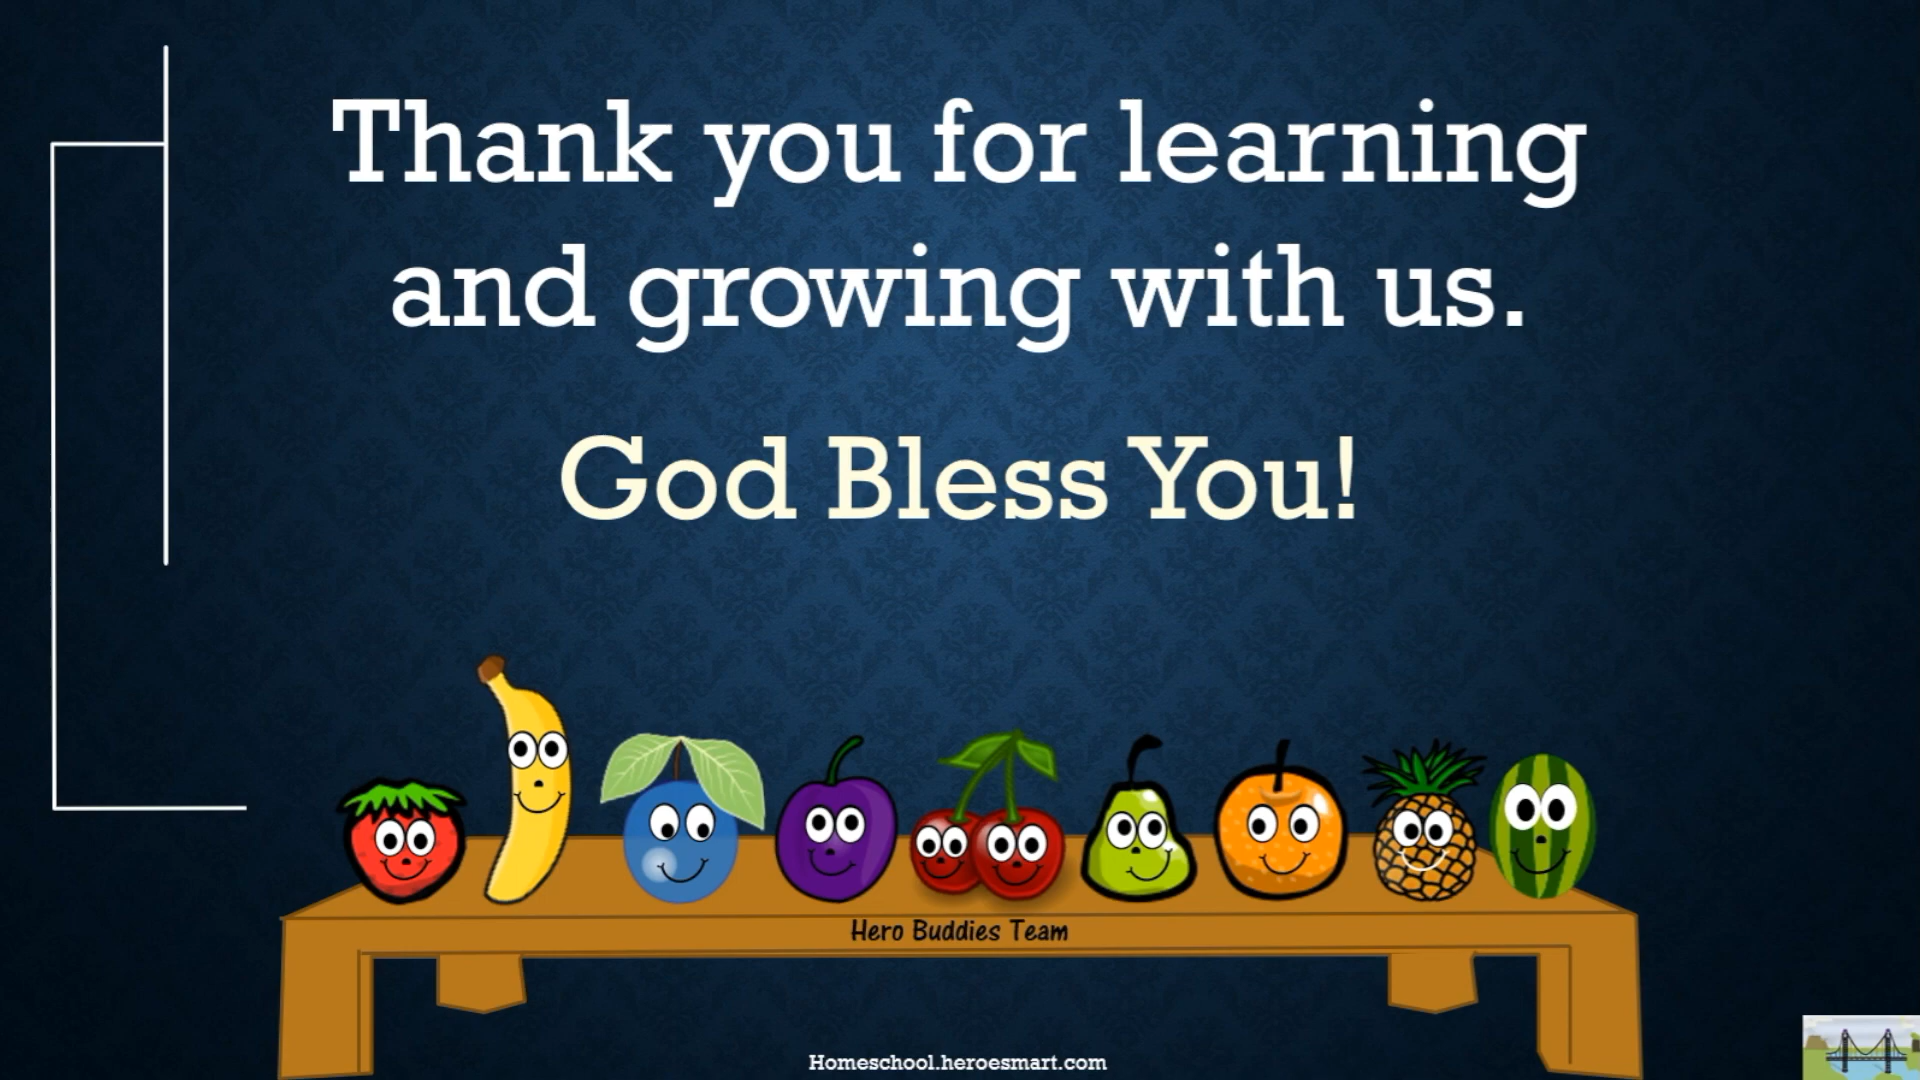 Thank you for learning
and growing with us.
God Bless You!
Hero Buddies Team
Homeschool.heroesmart.com